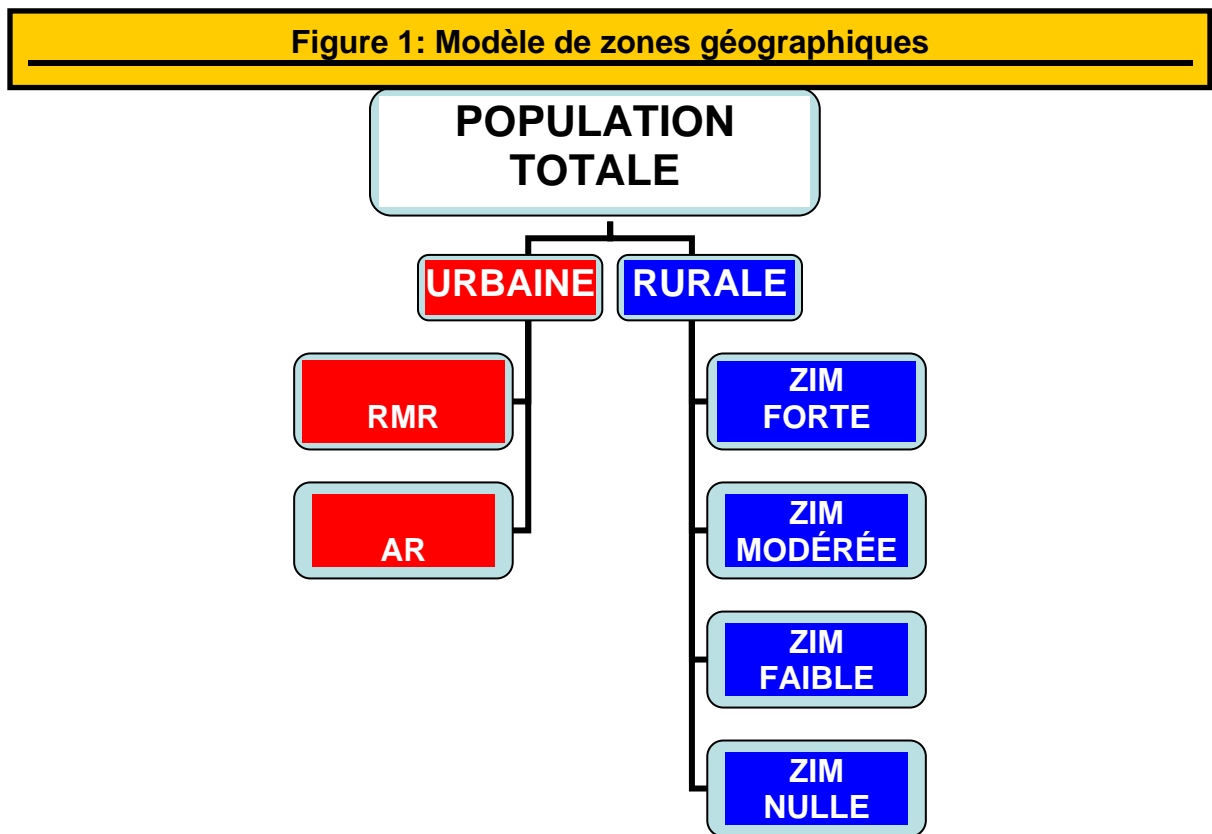 Figure 1: Modèle de zones géographiques
POPULATION
TOTALE
URBAINE
RURALE
RMR
AR
ZIM
FORTE
ZIM
MODÉRÉE
ZIM
FAIBLE
ZIM
NULLE